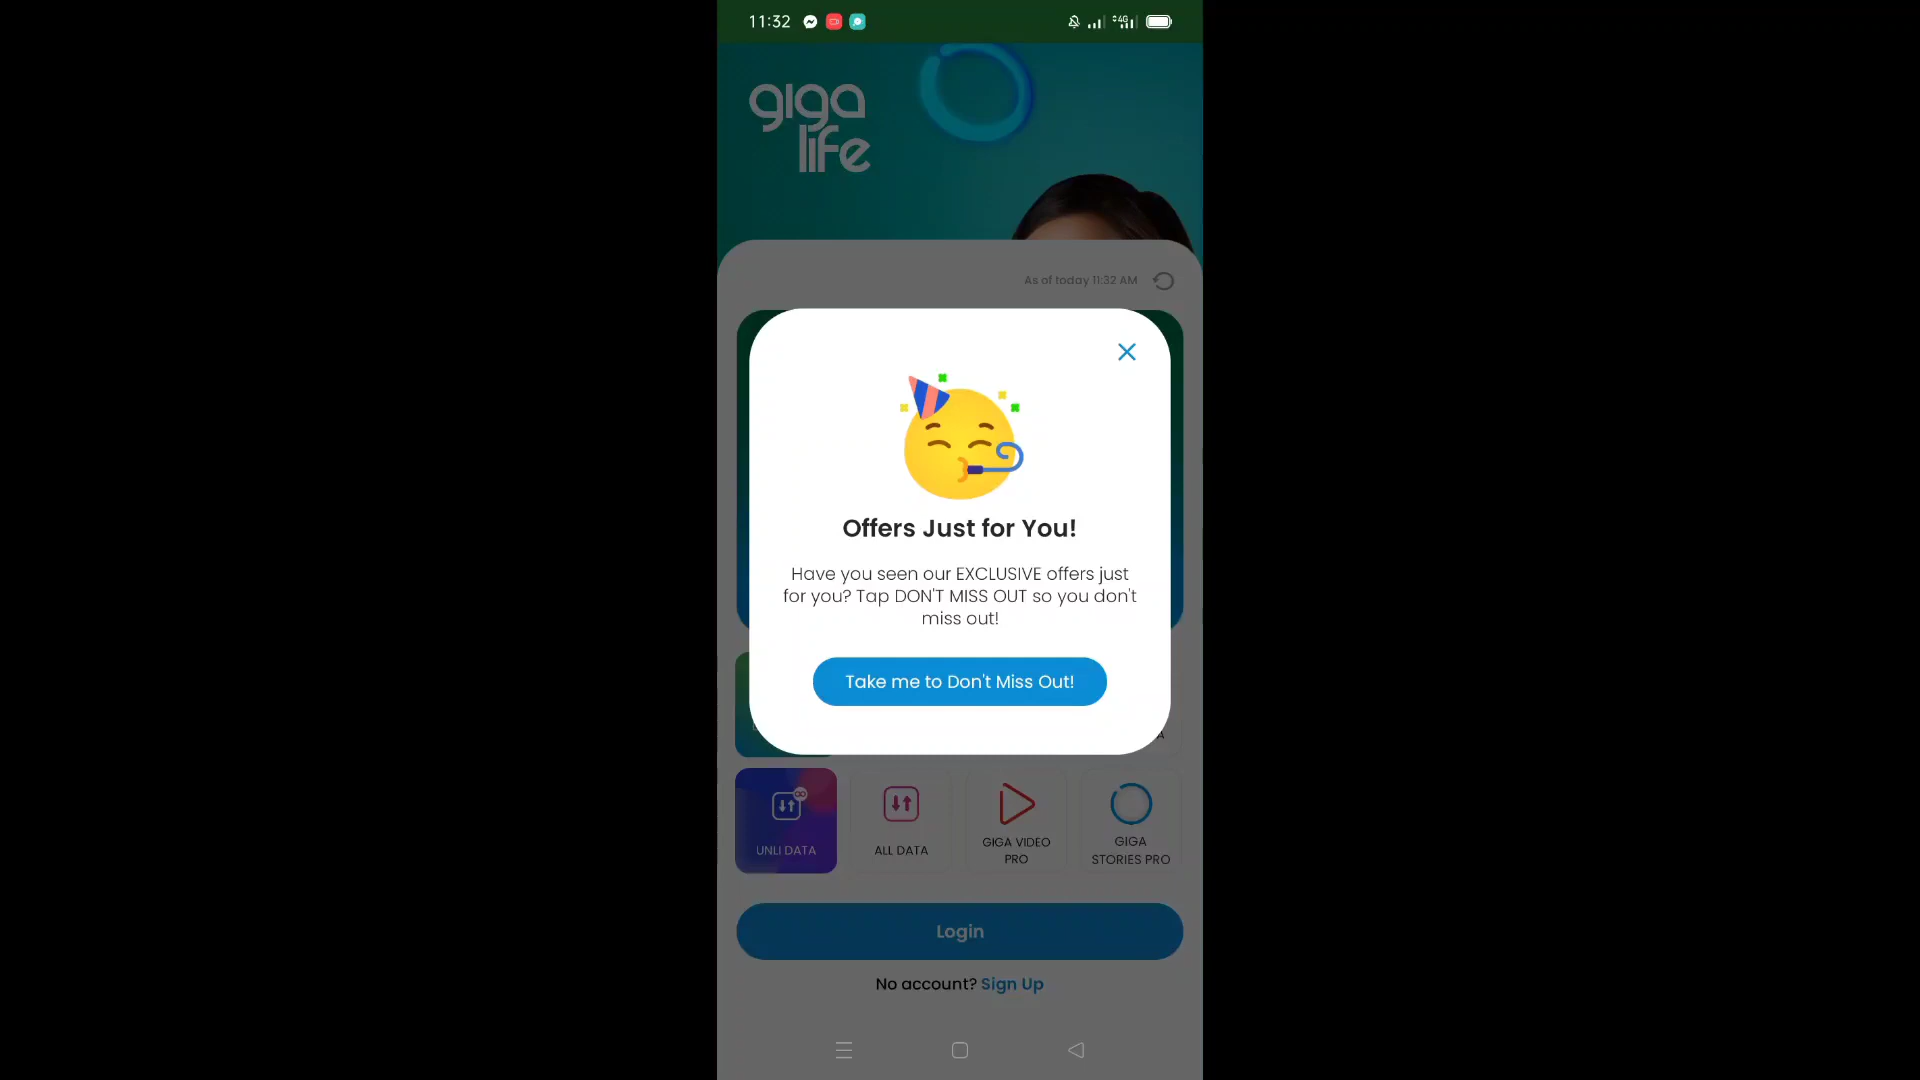 11:32
4G
giga
life
As of today 11:32 AM
Offers Just for You!
Have you seen our EXCLUSIVE offers just
for you? Tap DON'T MISS OUT so you don't
miss out!
Take me to Don't Miss Out!
UNLI DATA
ALL DATA
GIGA VIDEO
PRO
GIGA
STORIES PRO
Login
No account? Sign Up